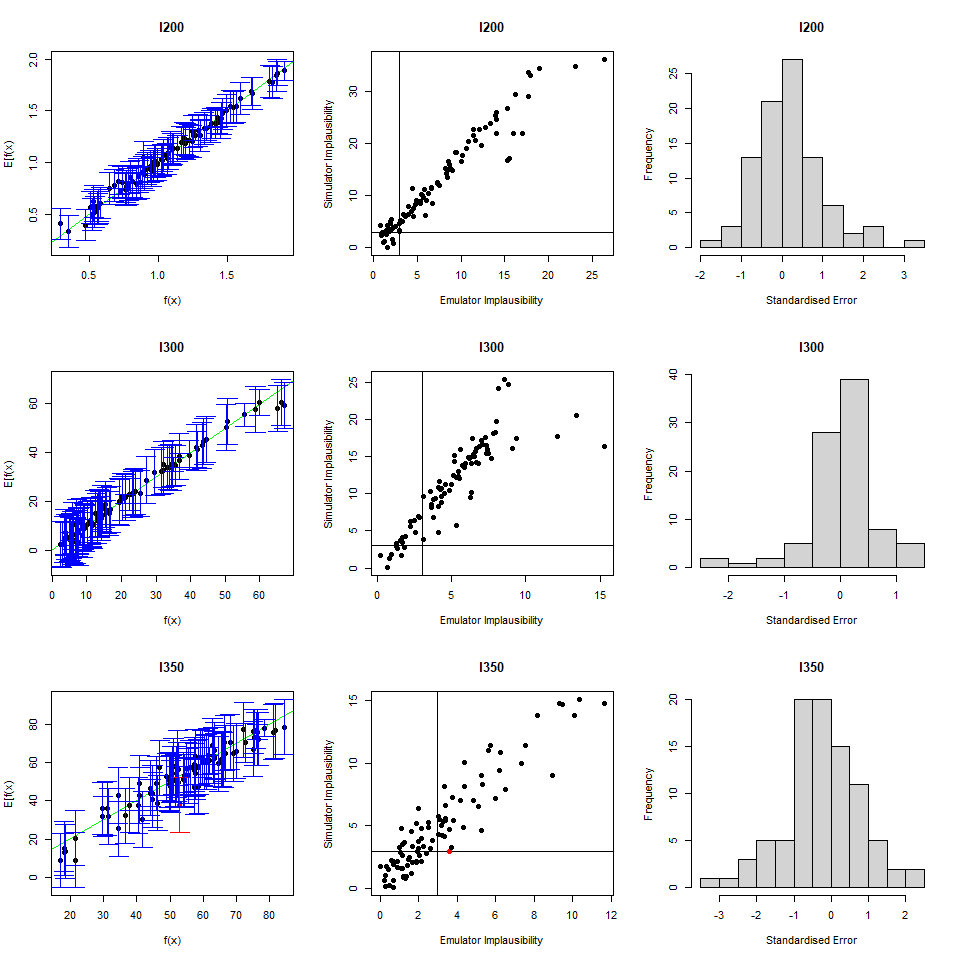 I200
E[f(x)
0.5 1.0 1.5 2.0
0.5 1.0 1.5
f(x)
I200
Simulator Implausibility
0 10 20 30
0 5 10 15 20 25
Emulator Implausibility
I200
Frequency
0 5 10 15 20 25
-2 -1 0 1 2 3
Standardised Error
I300
E[f(x)
0 20 40 60
0 10 20 30 40 50 60
f(x)
I300
Simulator Implausibility
0 5 10 15 20 25
0 5 10 15
Emulator Implausibility
I300
Frequency
0 10 20 30 40
-2 -1 0 1
Standardised Error
I350
E[f(x)
0 20 40 60 80
20 30 40 50 60 70 80
f(x)
I350
Simulator Implausibility
0 5 10 15
0 2 4 6 8 10 12
Emulator Implausibility
I350
Frequency
0 5 10 15 20
-3 -2 -1 0 1 2
Standardised Error